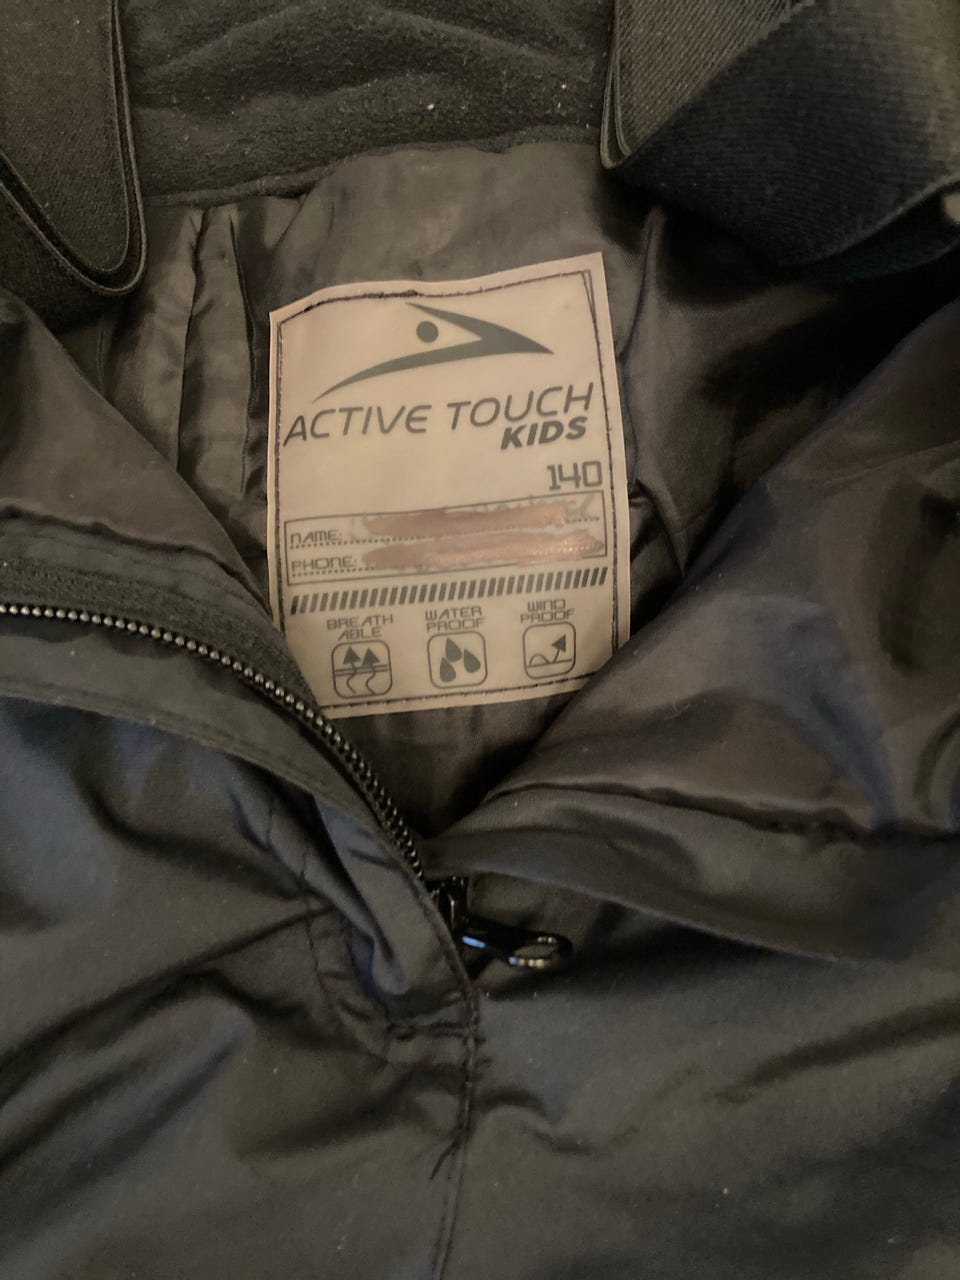 ACTIVE TOUCH
KIDS
140
NAME:
PHONE:
BREATH ABLE
WATER PROOF
WIND PROOF